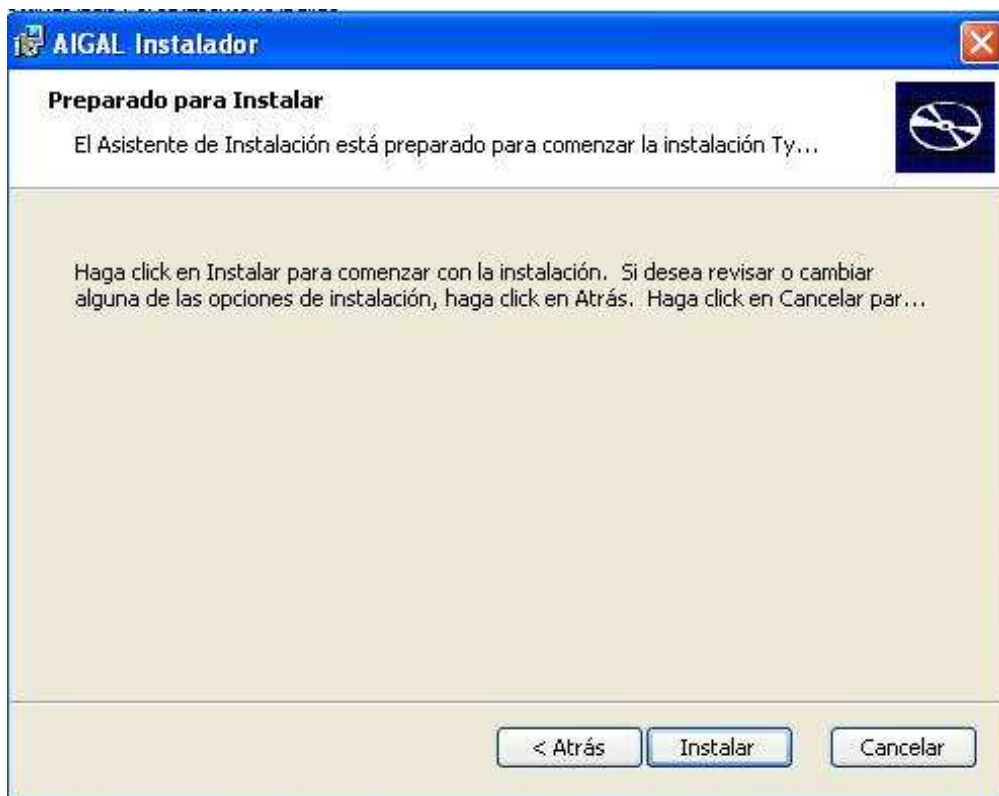 AIGAL Instalador
Preparado para Instalar
El Asistente de Instalación está preparado para comenzar la instalación Ty...
Haga click en Instalar para comenzar con la instalación. Si desea revisar o cambiar
alguna de las opciones de instalación, haga click en Atrás. Haga click en Cancelar par...
< Atrás
Instalar
Cancelar